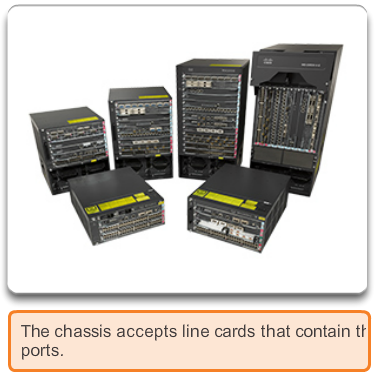 The chassis accepts line cards that contain th
ports.